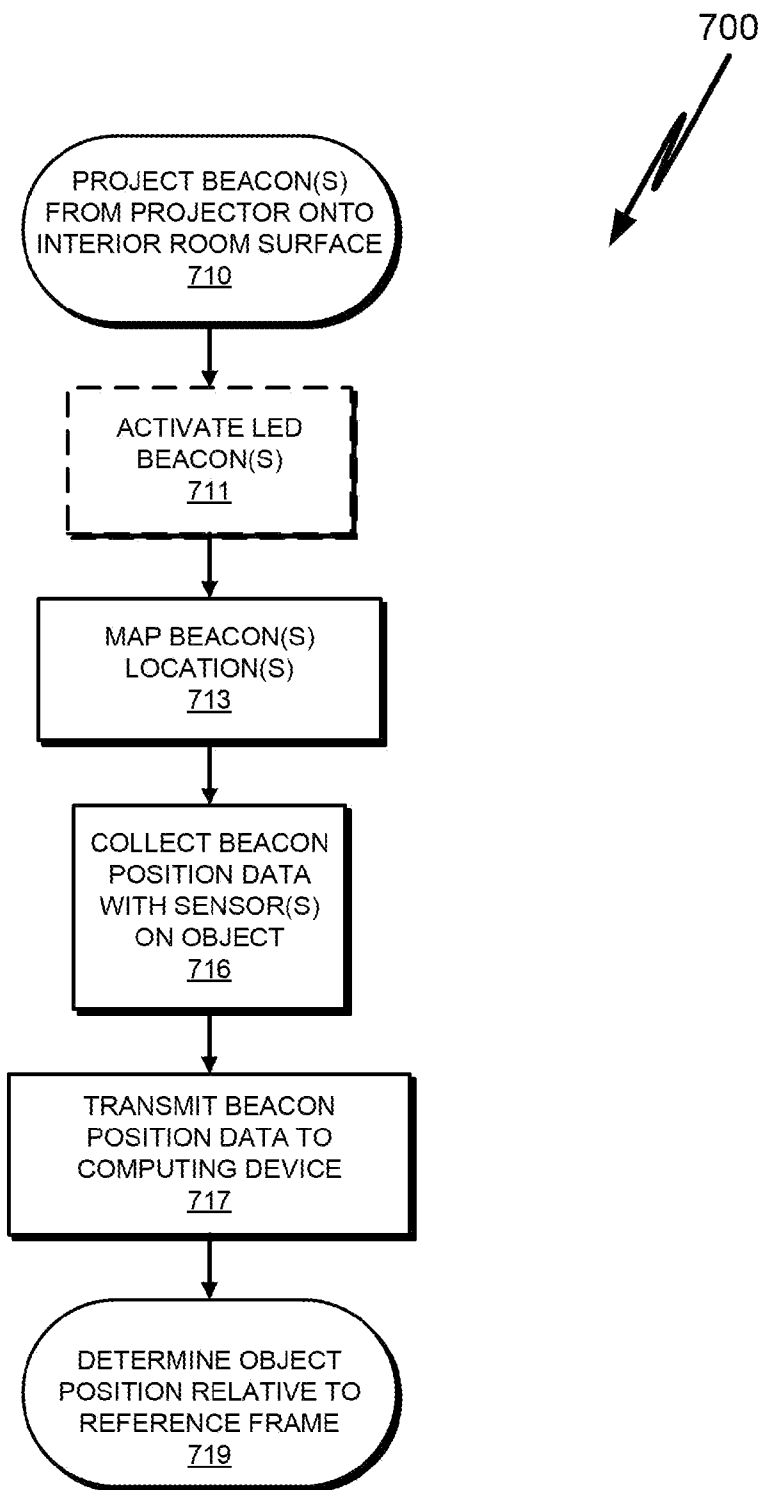 700
PROJECT BEACON(S)
FROM PROJECTOR ONTO
INTERIOR ROOM SURFACE
710
ACTIVATE LED
BEACON(S)
711
MAP BEACON(S)
LOCATION(S)
713
COLLECT BEACON
POSITION DATA
WITH SENSOR(S)
ON OBJECT
716
TRANSMIT BEACON
POSITION DATA TO
COMPUTING DEVICE
717
DETERMINE OBJECT
POSITION RELATIVE TO
REFERENCE FRAME
719